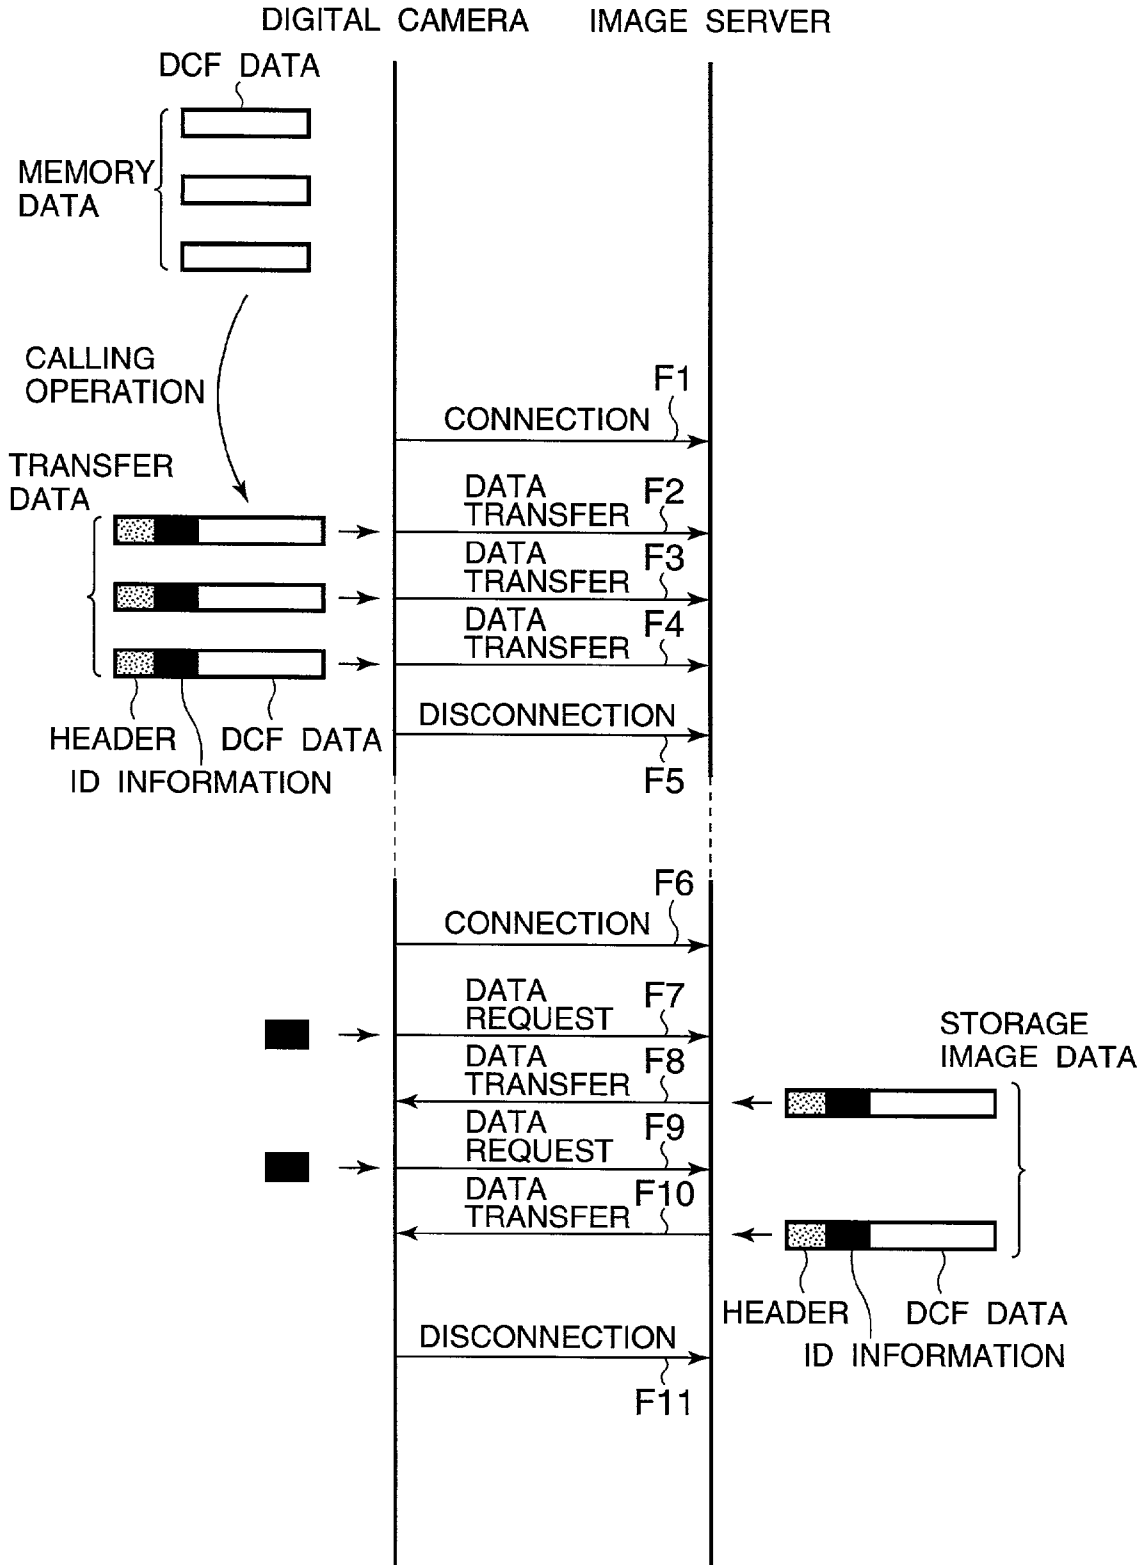 DIGITAL CAMERA
IMAGE SERVER
DCF DATA
MEMORY
DATA
CALLING
OPERATION
F1
CONNECTION
TRANSFER
DATA
DATA
TRANSFER
F2
DATA
TRANSFER
F3
DATA
TRANSFER
F4
HEADER
DCF DATA
ID INFORMATION
DISCONNECTION
F5
F6
CONNECTION
DATA
REQUEST
F7
STORAGE
IMAGE DATA
DATA
TRANSFER
F8
DATA
REQUEST
F9
DATA
TRANSFER
F10
HEADER
DCF DATA
ID INFORMATION
DISCONNECTION
F11